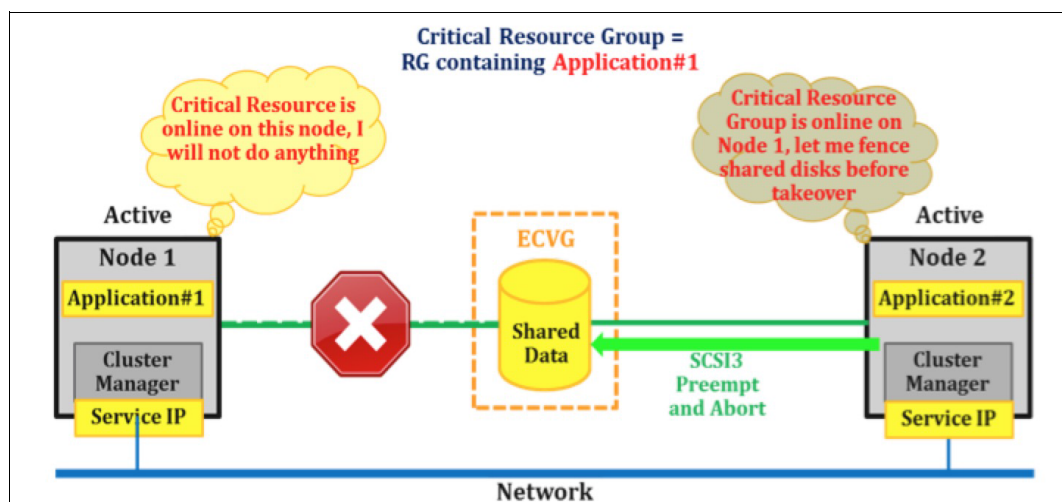 Critical Resource Group =
RG containing Application#1
Critical Resource is
online on this node, I
will not do anything
Critical Resource
Group is online on
Node 1, let me fence
shared disks before
takeover
Active
Active
Node 1
Application#1
Cluster
Manager
Service IP
ECVG
Shared
Data
SCSI3
Preempt
and Abort
Node 2
Application#2
Cluster
Manager
Service IP
Network